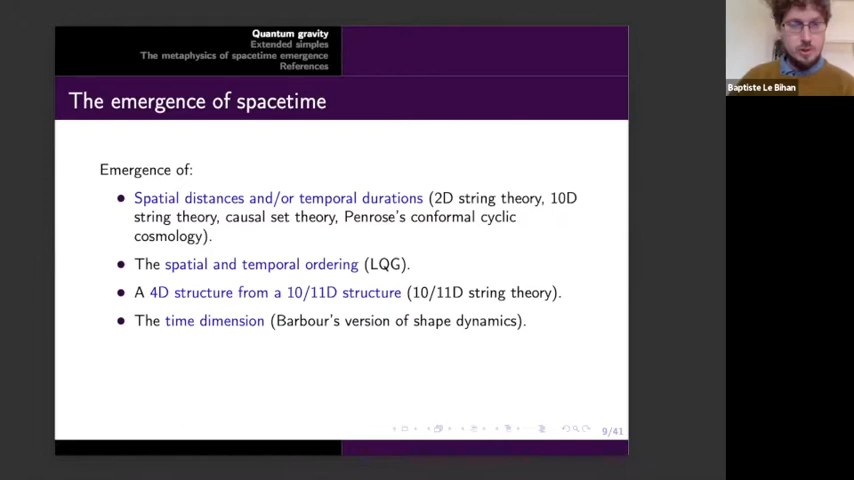 Quantum gravity
Extended simples
The metaphysics of spacetime emergence
References
The emergence of spacetime
Emergence of:
• Spatial distances and/or temporal durations (2D string theory, 10D
string theory, causal set theory, Penrose's conformal cyclic
cosmology).
• The spatial and temporal ordering (LQG).
• A 4D structure from a 10/11D structure (10/11D string theory).
• The time dimension (Barbour's version of shape dynamics).
9/41
Baptiste Le Bihan